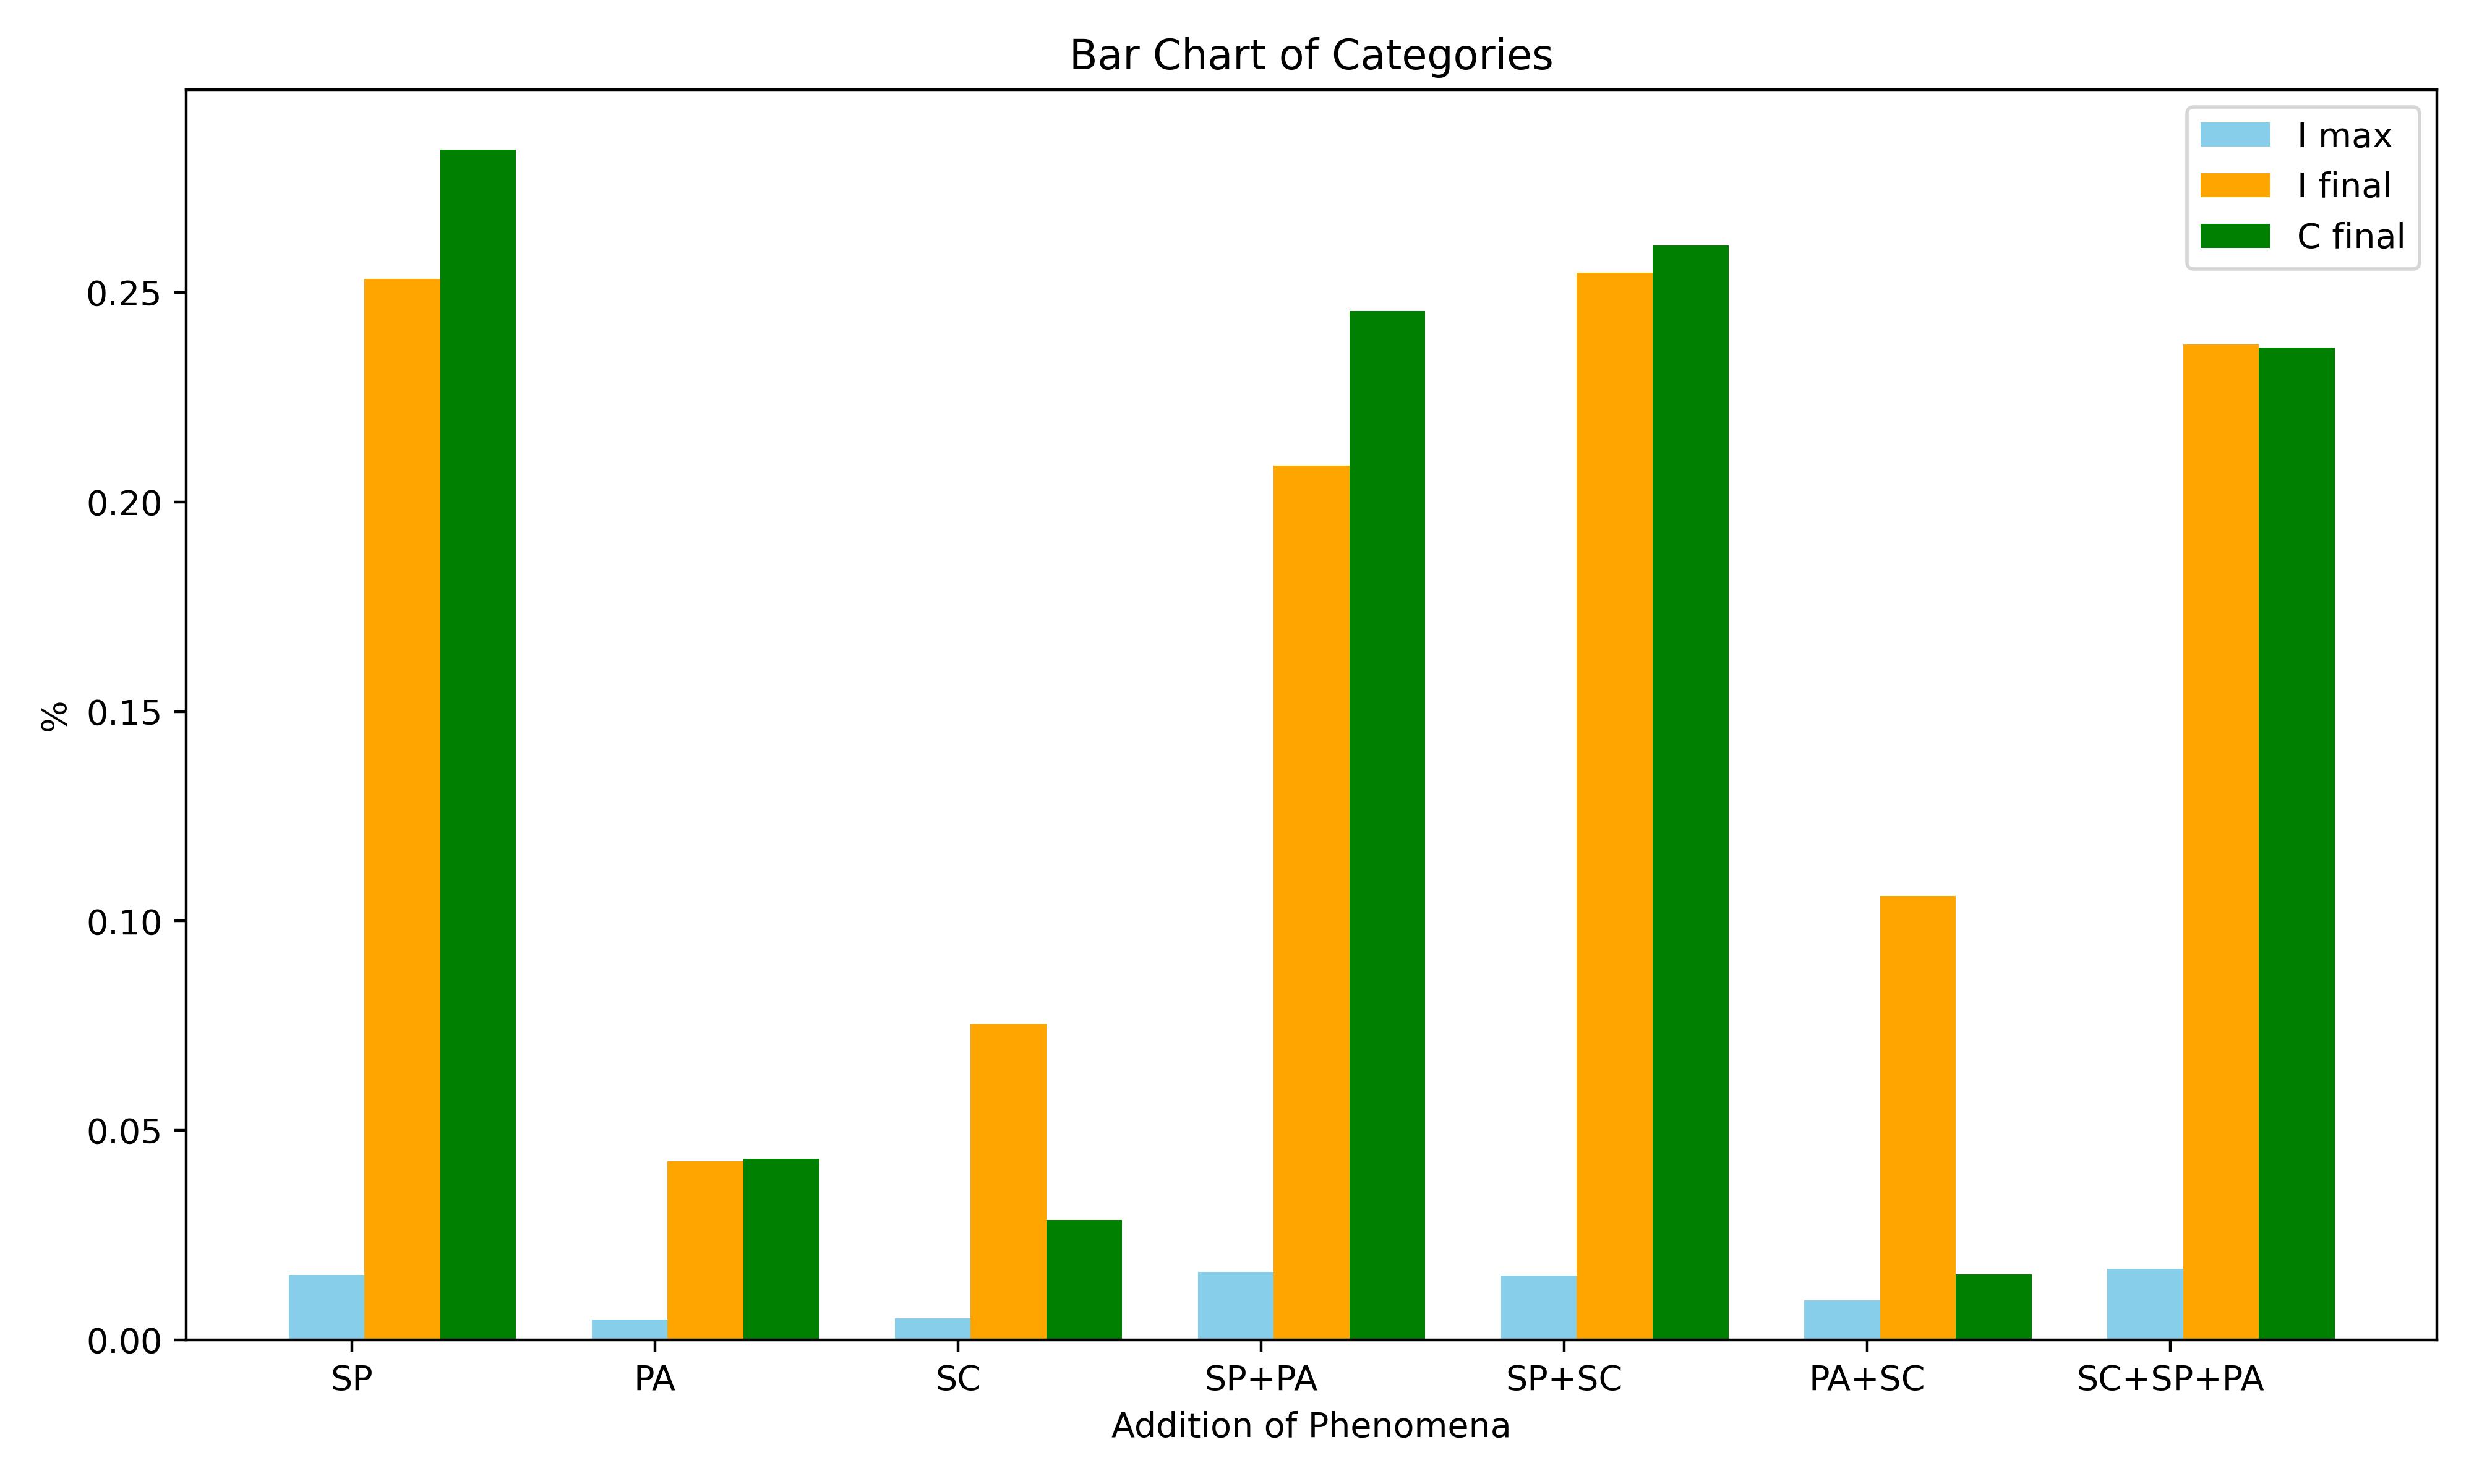 Bar Chart of Categories
I max
I final
C final
%
0.25
0.20
0.15
0.10
0.05
0.00
SP PA SC SP+PA SP+SC PA+SC SC+SP+PA
Addition of Phenomena